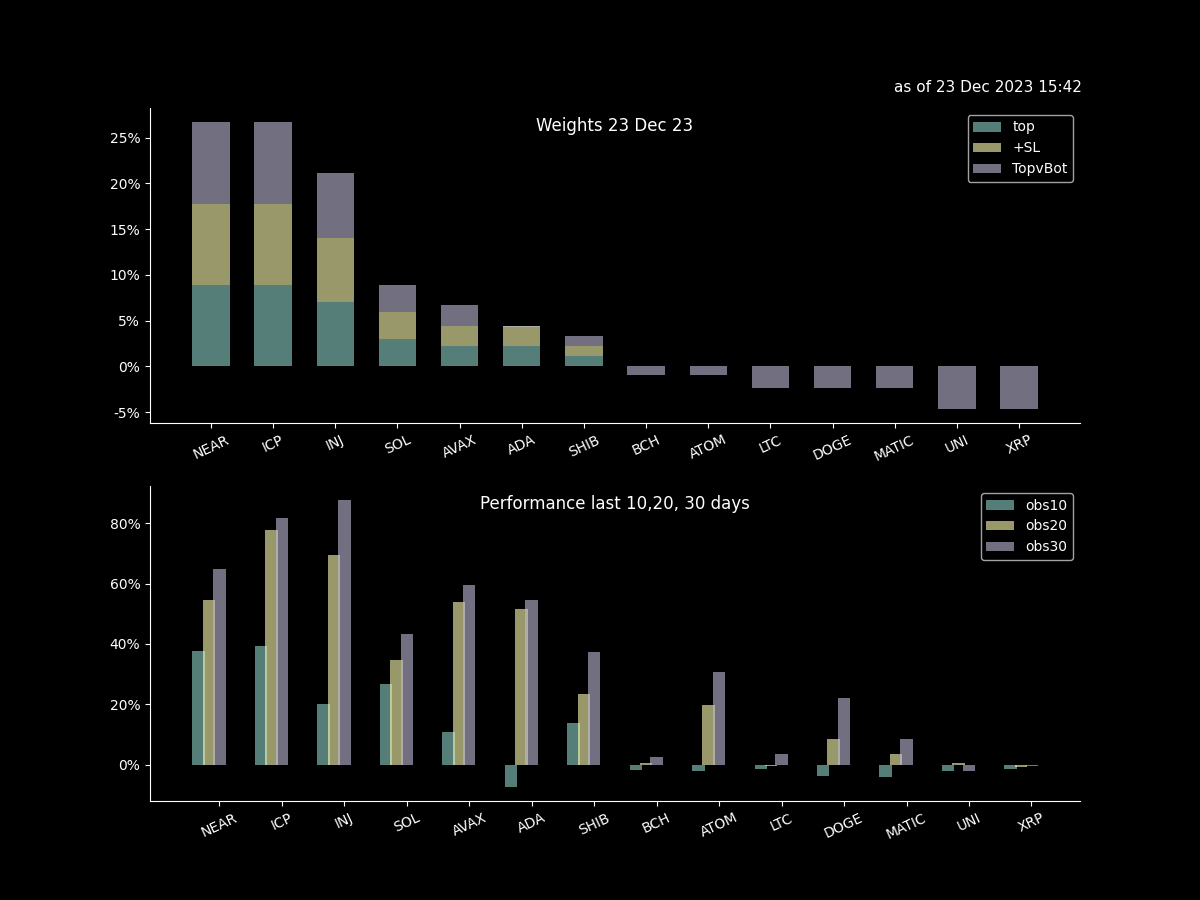 as of 23 Dec 2023 15:42
Weights 23 Dec 23
top
+SL
TopvBot
25%
20%
15%
10%
5%
0%
-5%
NEAR ICP INJ SOL AVAX ADA SHIB BCH ATOM LTC DOGE MATIC UNI XRP
Performance last 10,20, 30 days
obs10
obs20
obs30
80%
60%
40%
20%
0%
NEAR ICP INJ SOL AVAX ADA SHIB BCH ATOM LTC DOGE MATIC UNI XRP